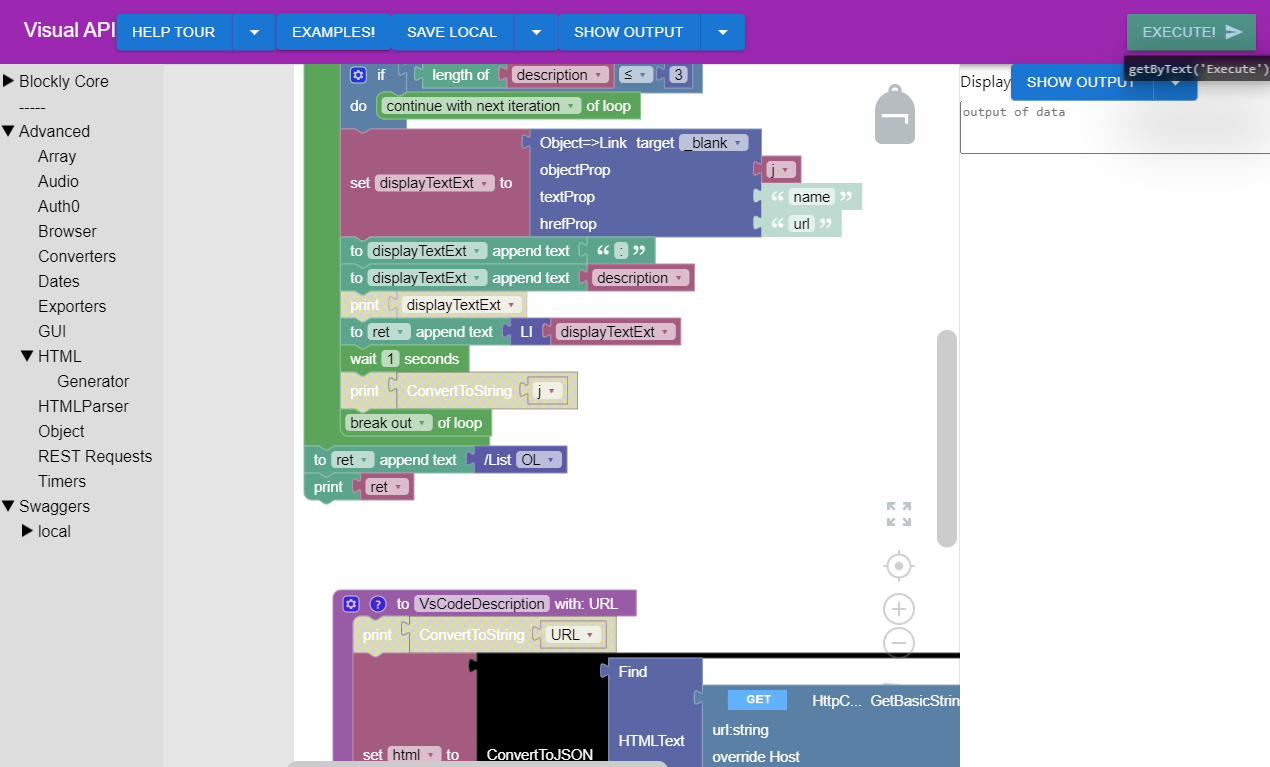 Visual API
HELP TOUR
EXAMPLES!
SAVE LOCAL
SHOW OUTPUT
EXECUTE!
getByText('Execute')
Blockly Core
-----
Advanced
Array
Audio
Auth0
Browser
Converters
Dates
Exporters
GUI
HTML
Generator
HTMLParser
Object
REST Requests
Timers
Swaggers
local
if length of description ≤ 3
do continue with next iteration of loop
set displayTextExt to Object=>Link target _blank
objectProp j
textProp “ name ”
hrefProp “ url ”
to displayTextExt append text “ : ”
to displayTextExt append text description
print displayTextExt
to ret append text LI displayTextExt
wait 1 seconds
print ConvertToString j
break out of loop
to ret append text /List OL
print ret
? to VsCodeDescription with: URL
print ConvertToString URL
Find
GET HttpC... GetBasicStrin
url:string
HTMLText
set html to ConvertToJSON
override Host
Display SHOW OUTPUT
output of data